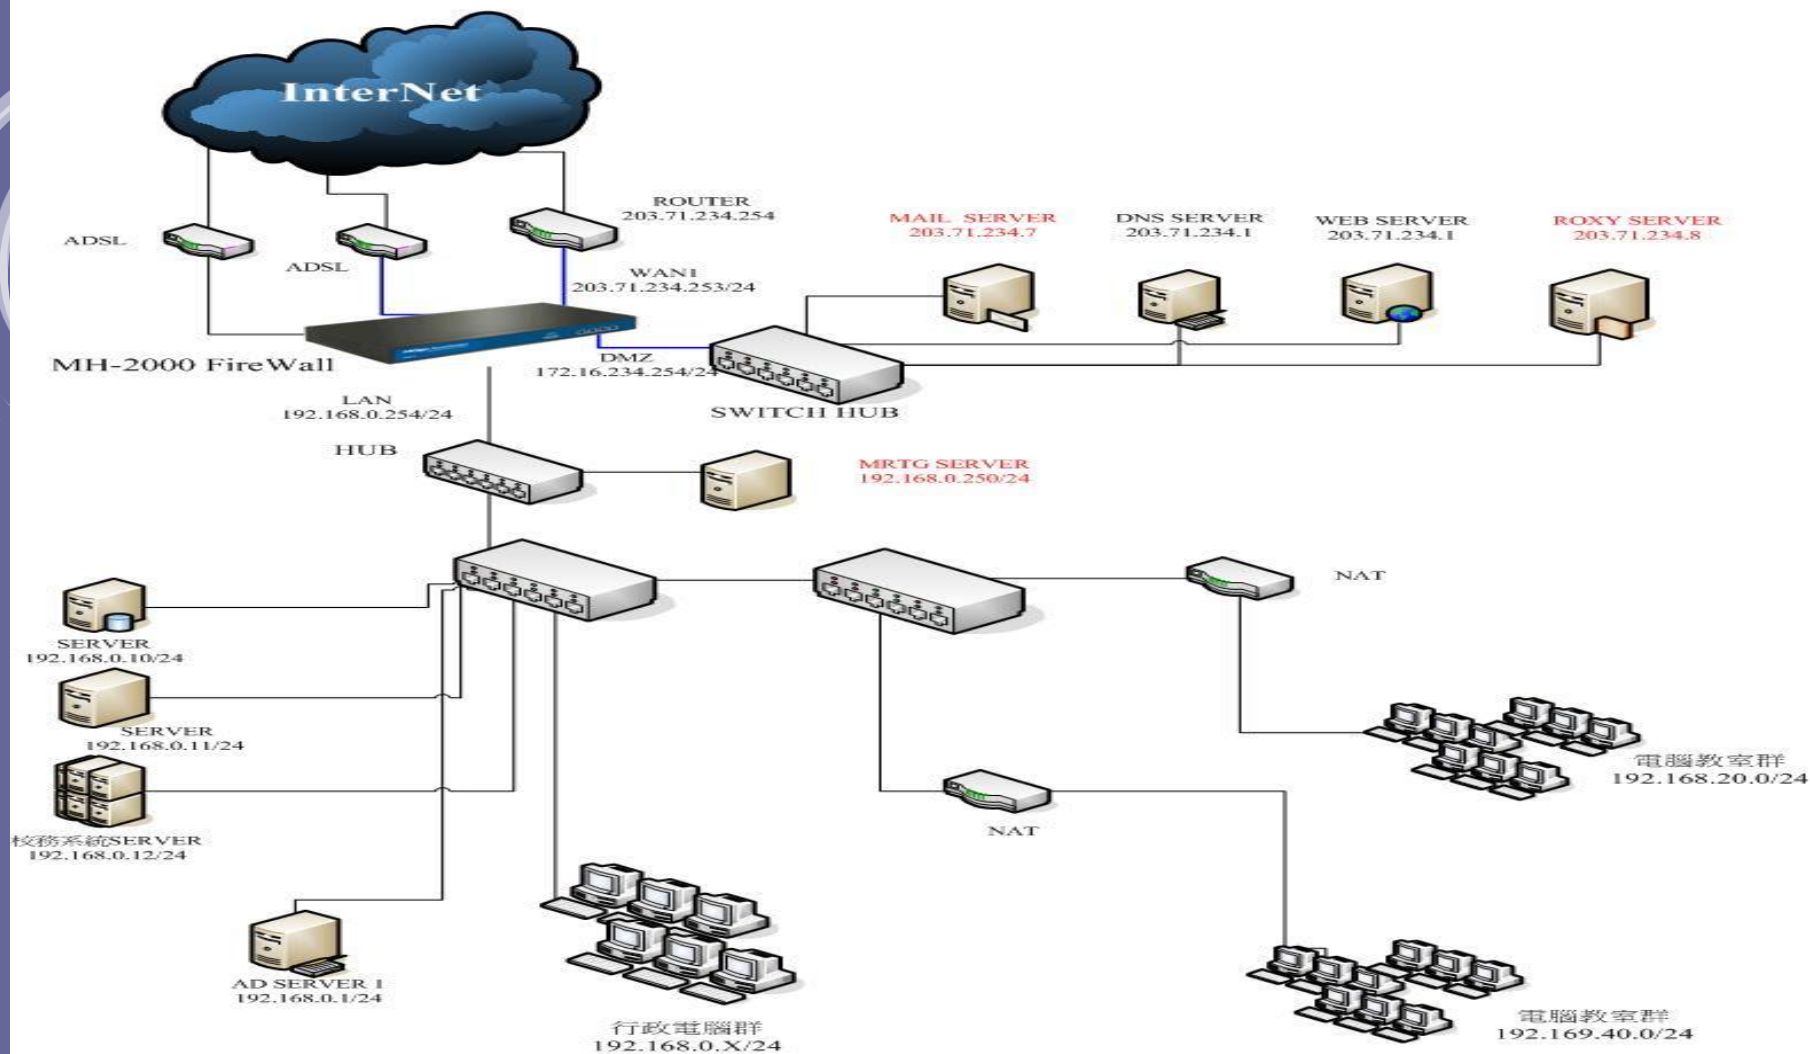 InterNet
ROUTER
203.71.234.254
ADSL
ADSL
WAN1
203.71.234.253/24
MAIL SERVER
203.71.234.7
DNS SERVER
203.71.234.1
WEB SERVER
203.71.234.1
ROXY SERVER
203.71.234.8
MH-2000 FireWall
DMZ
172.16.234.254/24
SWITCH HUB
LAN
192.168.0.254/24
HUB
MRTG SERVER
192.168.0.250/24
NAT
SERVER
192.168.0.10/24
SERVER
192.168.0.11/24
電腦教室群
192.168.20.0/24
校務系統SERVER
192.168.0.12/24
NAT
AD SERVER 1
192.168.0.1/24
行政電腦群
192.168.0.X/24
電腦教室群
192.169.40.0/24